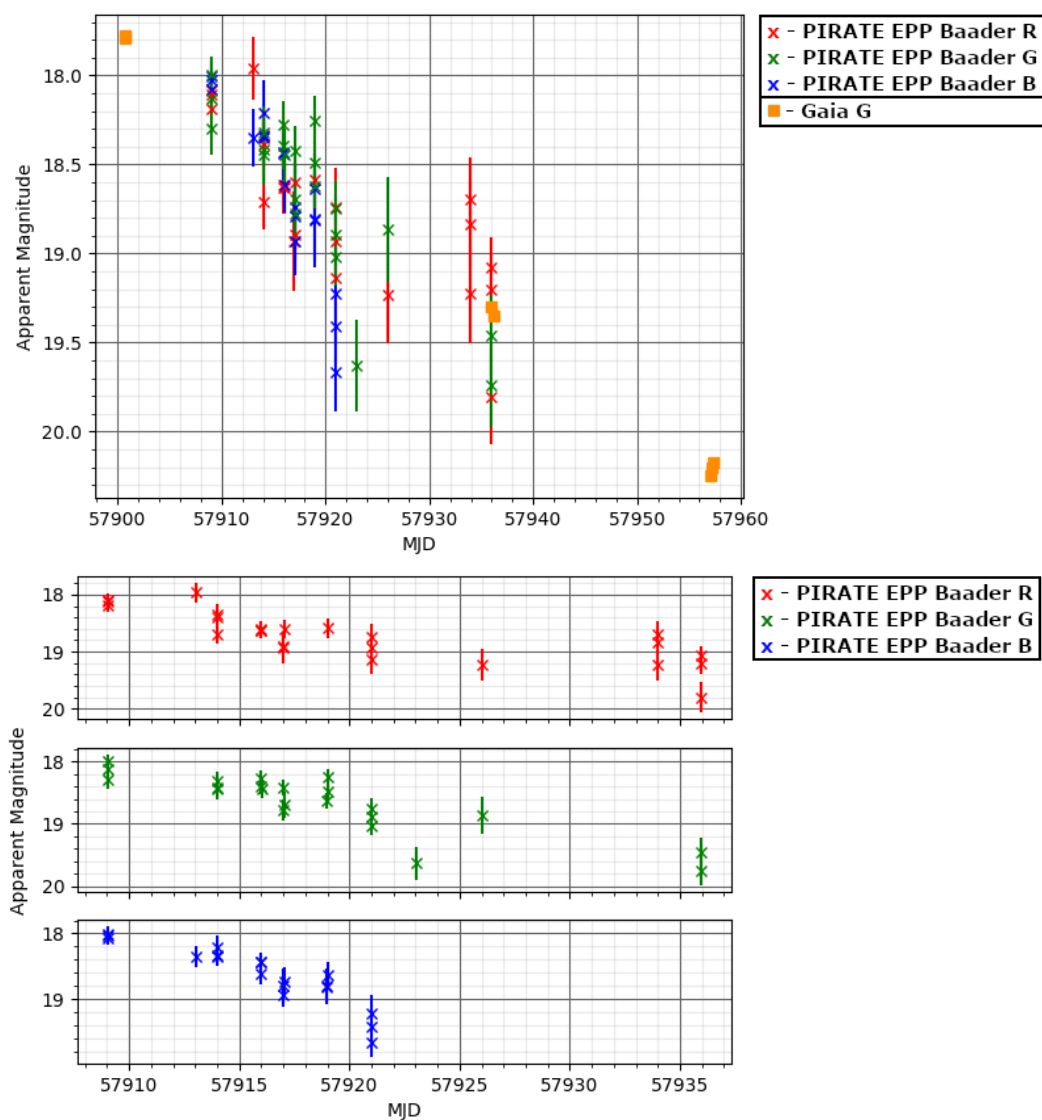 18.0
18.5
19.0
19.5
20.0
Apparent Magnitude
57900 57910 57920 57930 57940 57950 57960
MJD
x - PIRATE EPP Baader R
x - PIRATE EPP Baader G
x - PIRATE EPP Baader B
- Gaia G
18
19
20
18
19
20
18
19
Apparent Magnitude
57910 57915 57920 57925 57930 57935
MJD
x - PIRATE EPP Baader R
x - PIRATE EPP Baader G
x - PIRATE EPP Baader B